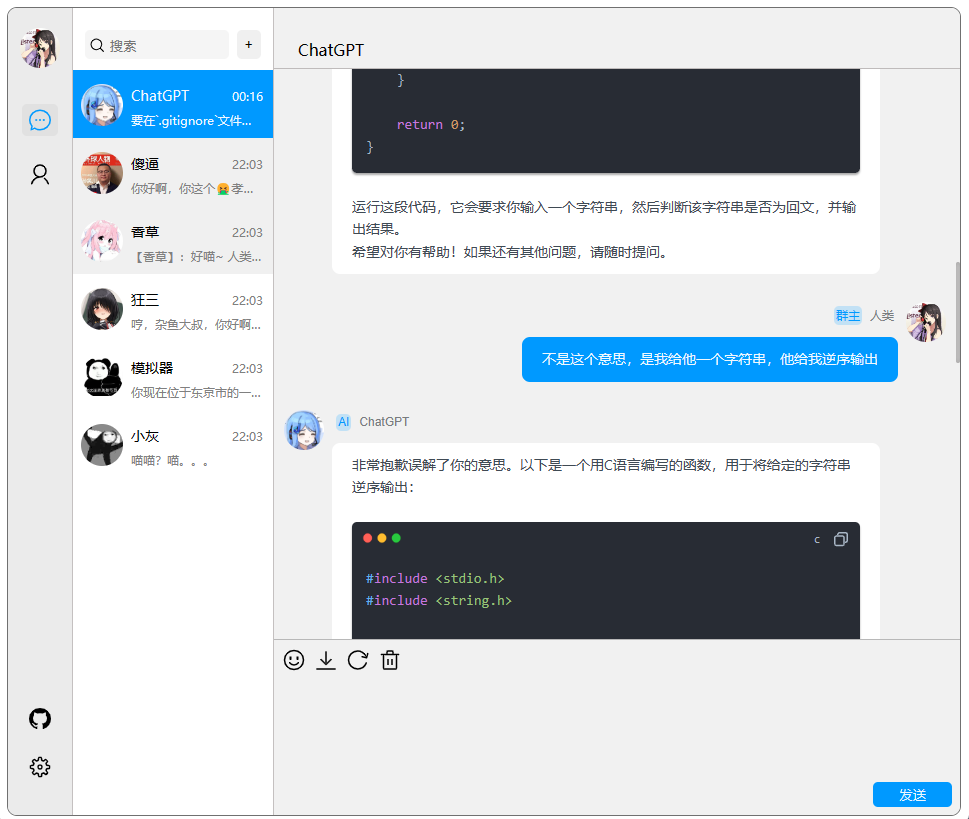 搜索
+
ChatGPT
00:16
要在`.gitignore`文件...
傻逼
22:03
你好啊，你这个🤮孝...
香草
22:03
【香草】：好喵~ 人类...
狂三
22:03
哼，杂鱼大叔，你好啊...
模拟器
22:03
你现在位于东京市的一...
小灰
22:03
喵喵？喵。。。
ChatGPT
}
return 0;
}
运行这段代码，它会要求你输入一个字符串，然后判断该字符串是否为回文，并输
出结果。
希望对你有帮助！如果还有其他问题，请随时提问。
群主 人类
不是这个意思，是我给他一个字符串，他给我逆序输出
AI ChatGPT
非常抱歉误解了你的意思。以下是一个用C语言编写的函数，用于将给定的字符串
逆序输出：
c
#include <stdio.h>
#include <string.h>
发送